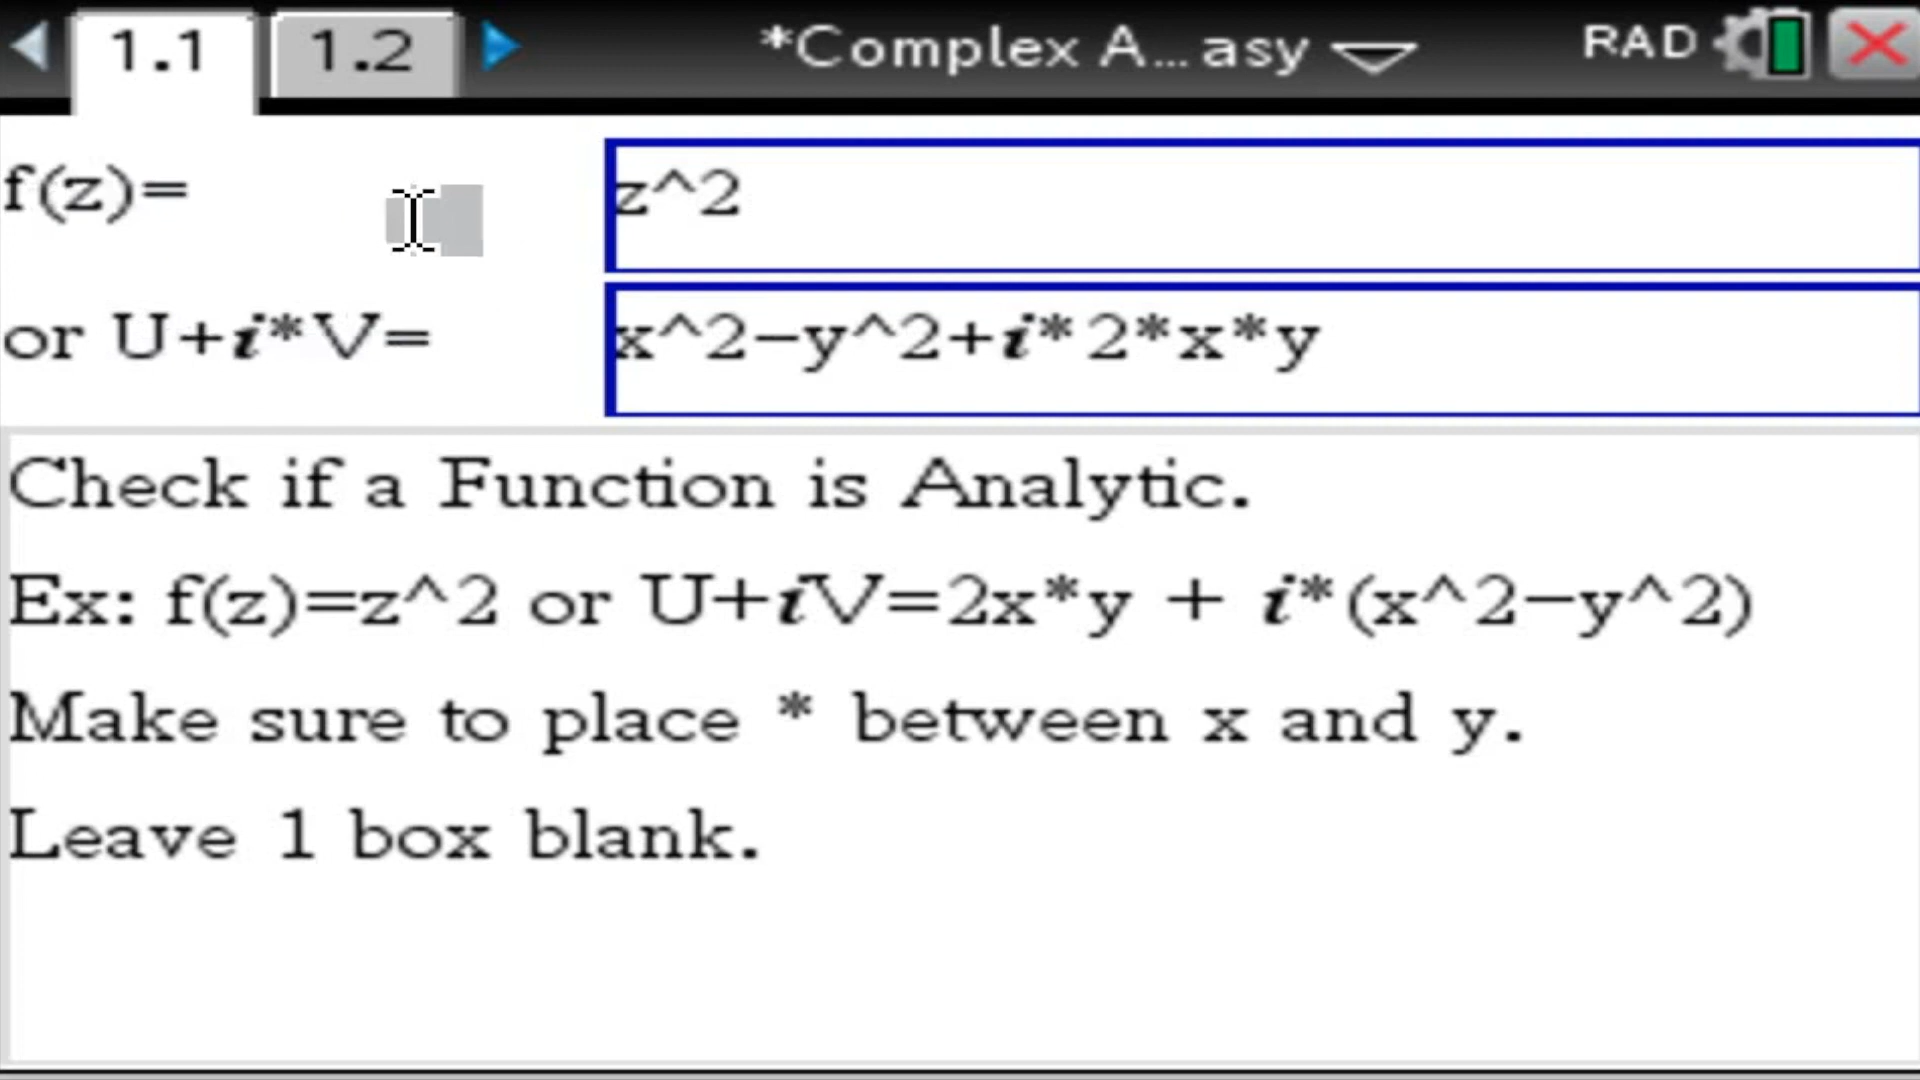 1.1 1.2 *Complex A...asy RAD
f(z)= z^2
or U+i*V= x^2−y^2+i*2*x*y
Check if a Function is Analytic.
Ex: f(z)=z^2 or U+iV=2x*y + i*(x^2−y^2)
Make sure to place * between x and y.
Leave 1 box blank.